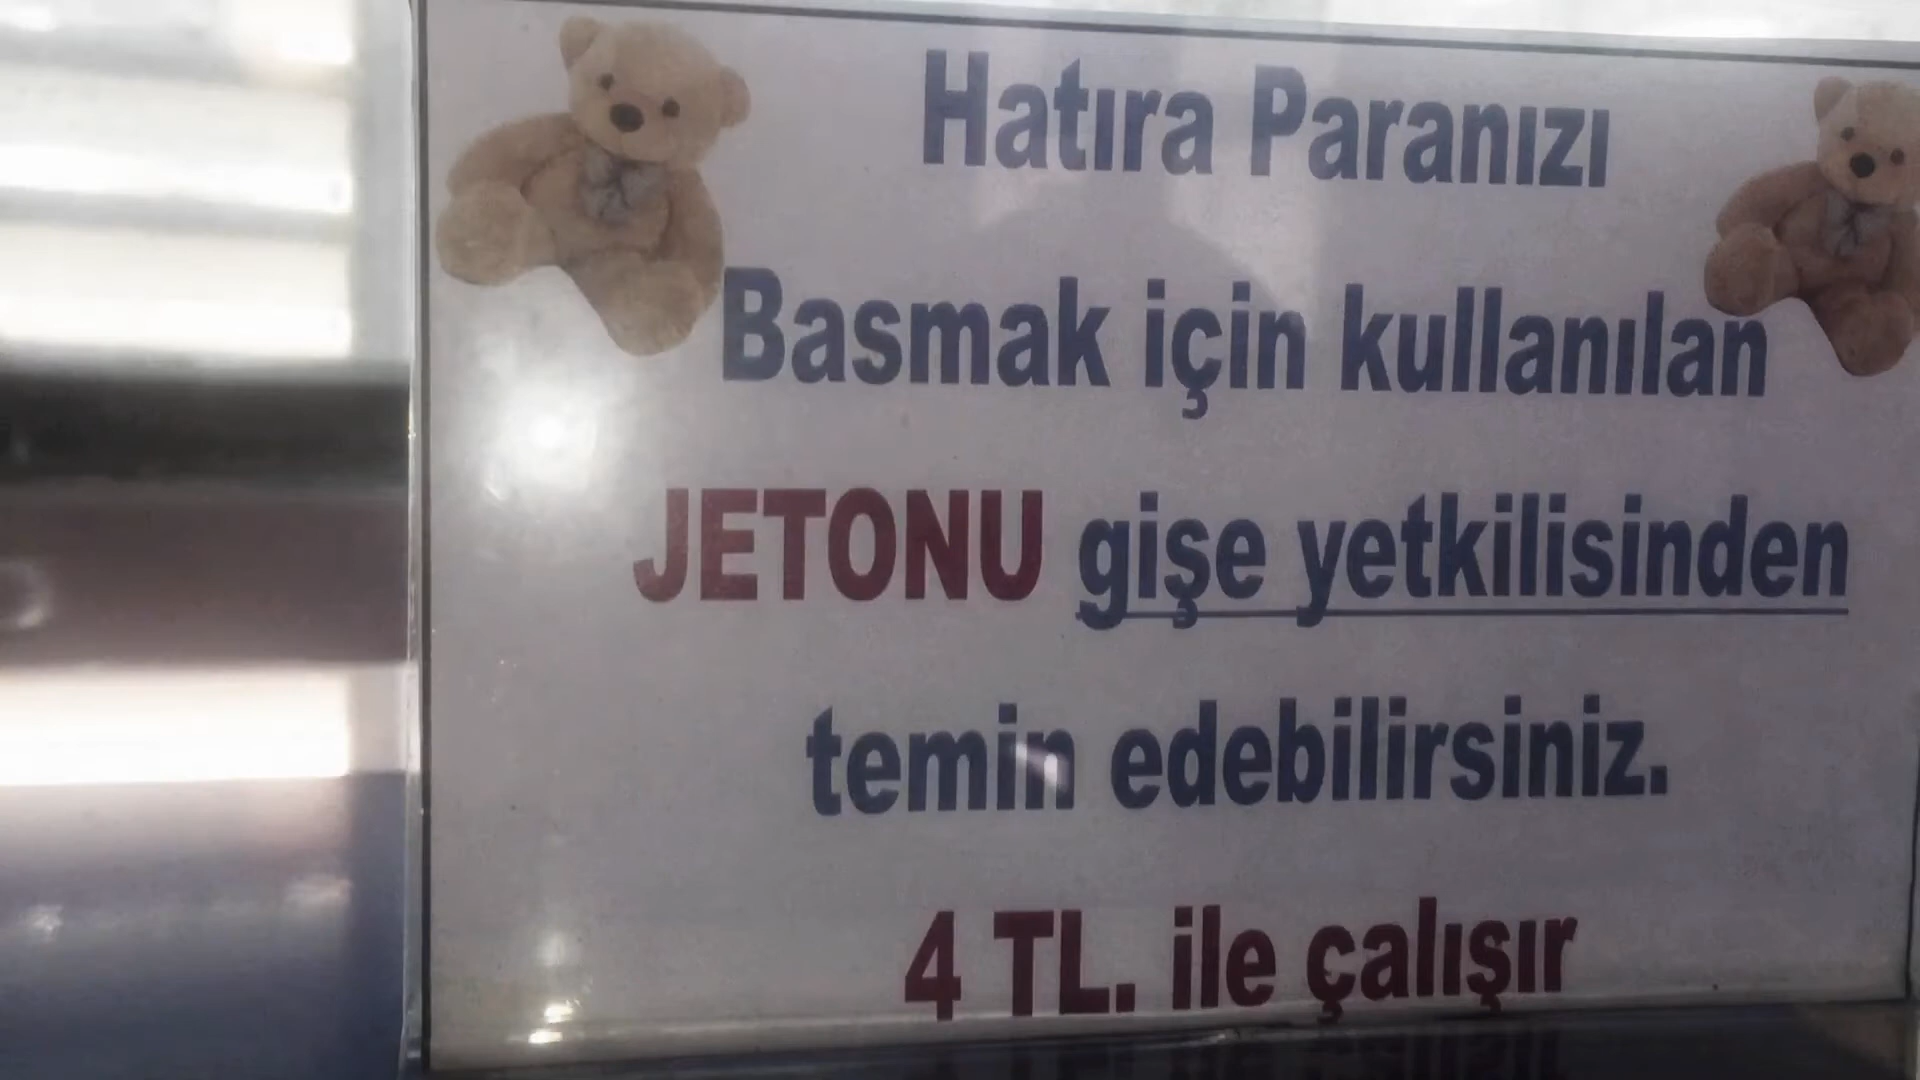 Hatıra Paranızı
Basmak için kullanılan
JETONU gişe yetkilisinden
temin edebilirsiniz.
4 TL. ile çalışır